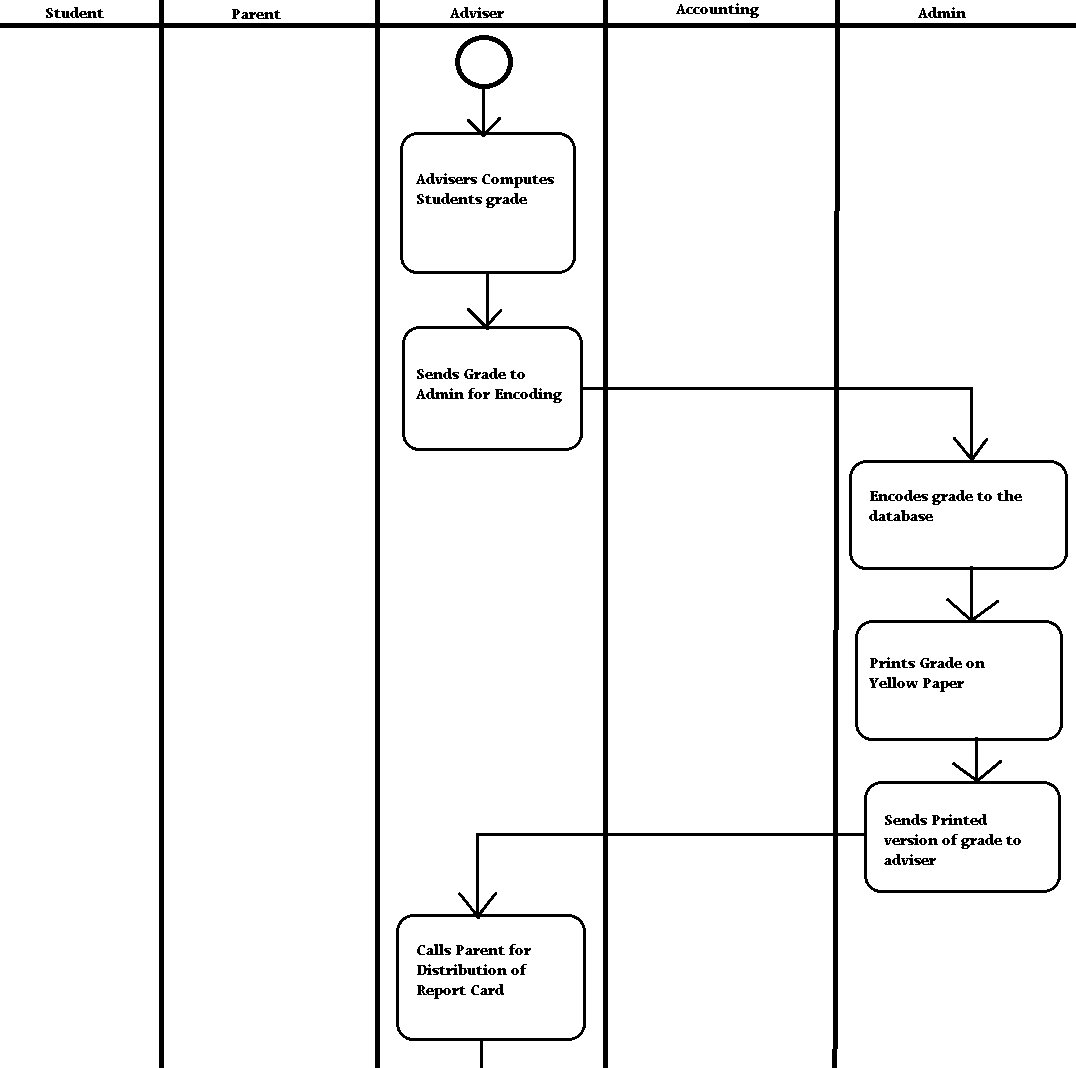 Student Parent Adviser Accounting Admin
Advisers Computes
Students grade
Sends Grade to
Admin for Encoding
Encodes grade to the
database
Prints Grade on
Yellow Paper
Sends Printed
version of grade to
adviser
Calls Parent for
Distribution of
Report Card